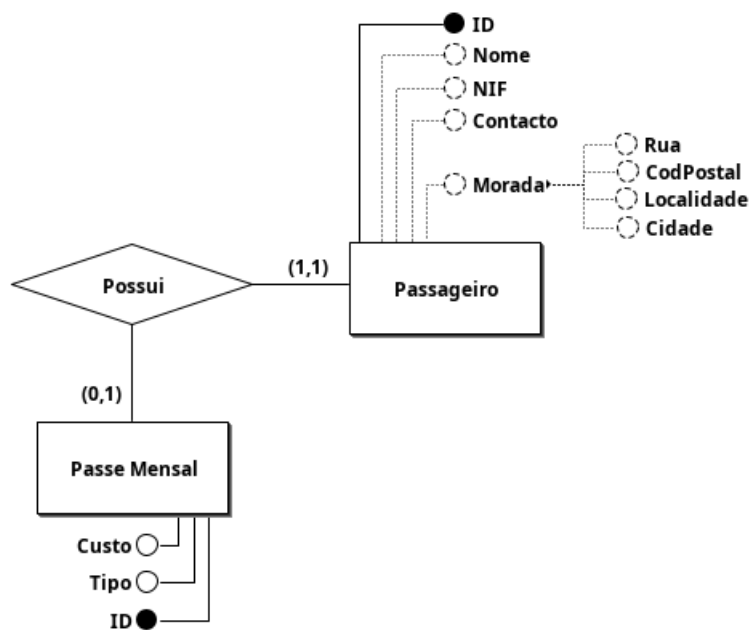 ID
Nome
NIF
Contacto
Morada
Rua
CodPostal
Localidade
Cidade
Possui
(1,1)
Passageiro
(0,1)
Passe Mensal
Custo
Tipo
ID